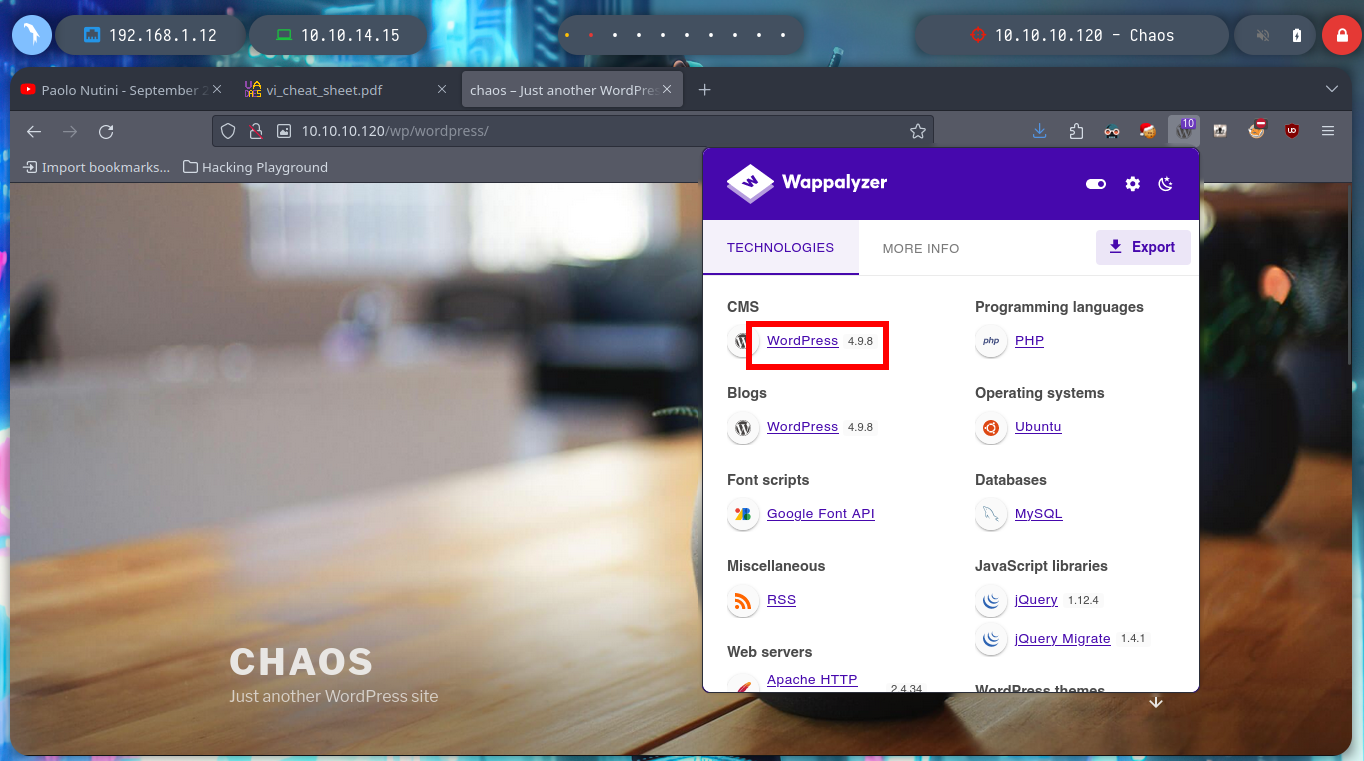 192.168.1.12
10.10.14.15
10.10.10.120 - Chaos
Paolo Nutini - September 2
vi_cheat_sheet.pdf
chaos – Just another WordPres
10.10.10.120/wp/wordpress/
10
Import bookmarks...
Hacking Playground
Wappalyzer
TECHNOLOGIES
MORE INFO
Export
CMS
WordPress 4.9.8
Programming languages
php PHP
Blogs
WordPress 4.9.8
Operating systems
Ubuntu
Font scripts
Google Font API
Databases
MySQL
Miscellaneous
RSS
JavaScript libraries
jQuery 1.12.4
jQuery Migrate 1.4.1
Web servers
Apache HTTP 2.4.34
WordPress themes
CHAOS
Just another WordPress site